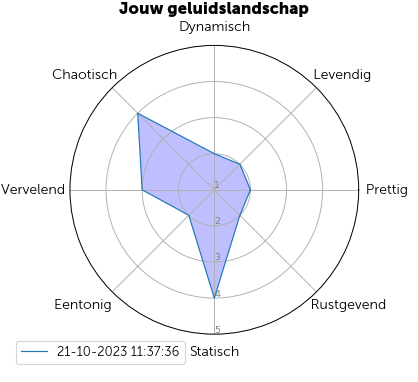 Jouw geluidslandschap
Dynamisch
Chaotisch
Levendig
Vervelend
1
Prettig
2
3
Eentonig
4
Rustgevend
5
21-10-2023 11:37:36
Statisch